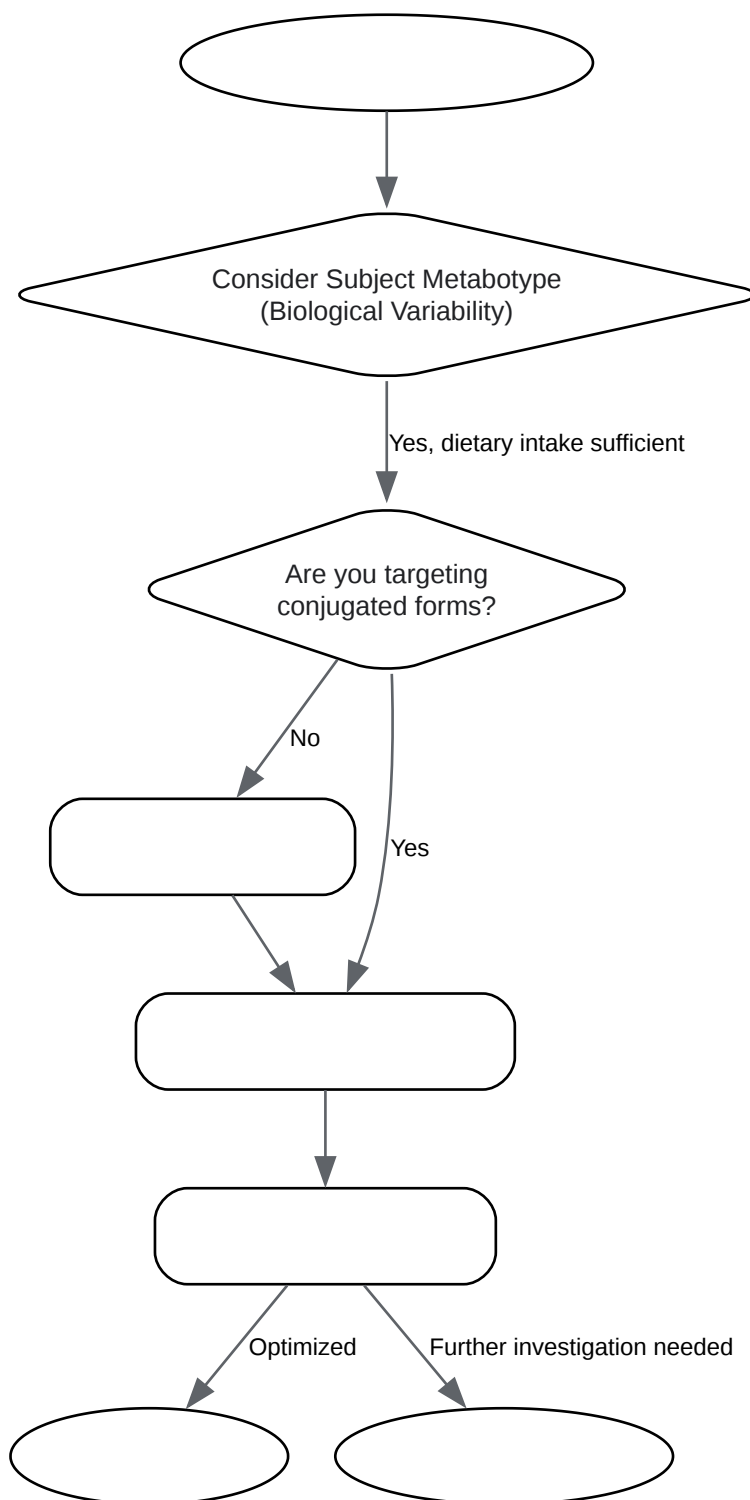 Consider Subject Metabotype
(Biological Variability)
Yes, dietary intake sufficient
Are you targeting
conjugated forms?
No
Yes
Optimized
Further investigation needed